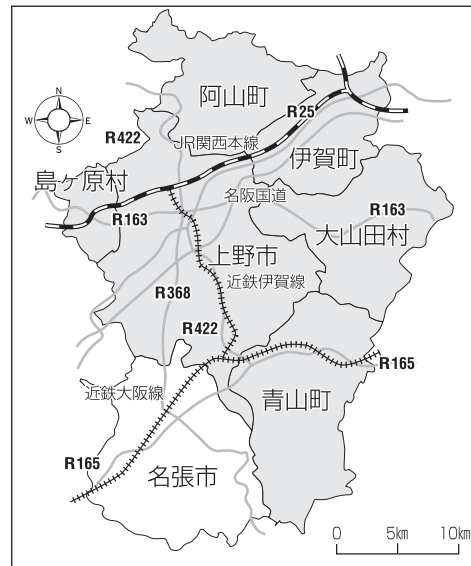 阿山町
R25
R422
JR関西本線
伊賀町
島ヶ原村
名阪国道
R163
R163
大山田村
上野市
近鉄伊賀線
R368
R422
R165
近鉄大阪線
青山町
R165
名張市
N
W
E
S
0
5km
10km